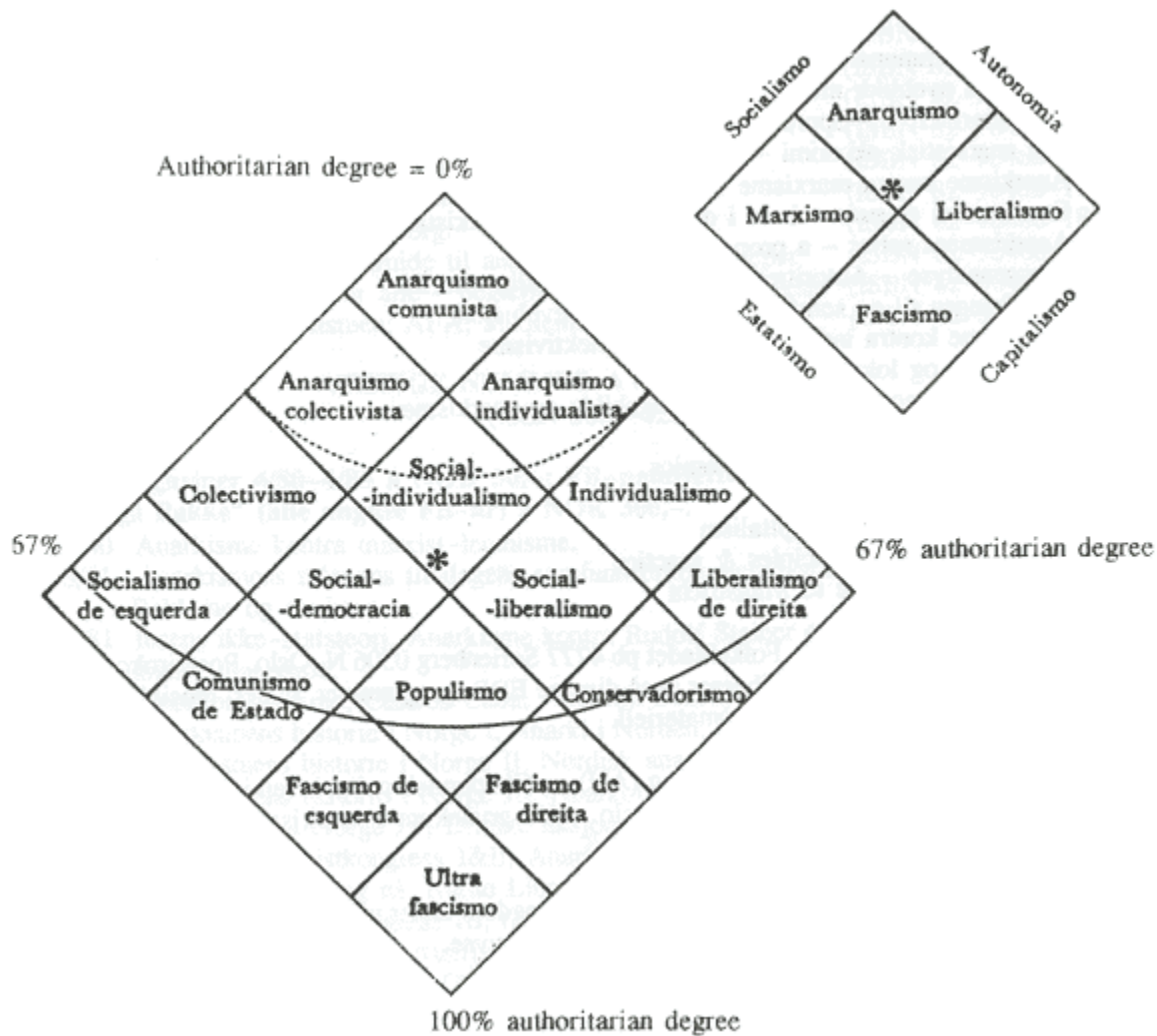 Socialismo
Autonomia
Anarquismo
Marxismo
Liberalismo
Fascismo
Estatismo
Capitalismo
Authoritarian degree = 0%
Anarquismo
comunista
Anarquismo
colectivista
Anarquismo
individualista
Colectivismo
Social-
-individualismo
Individualismo
67%
67% authoritarian degree
Socialismo
de esquerda
Social-
-democracia
Social-
-liberalismo
Liberalismo
de direita
Comunismo
de Estado
Populismo
Conservadorismo
Fascismo de
esquerda
Fascismo de
direita
Ultra
fascismo
100% authoritarian degree